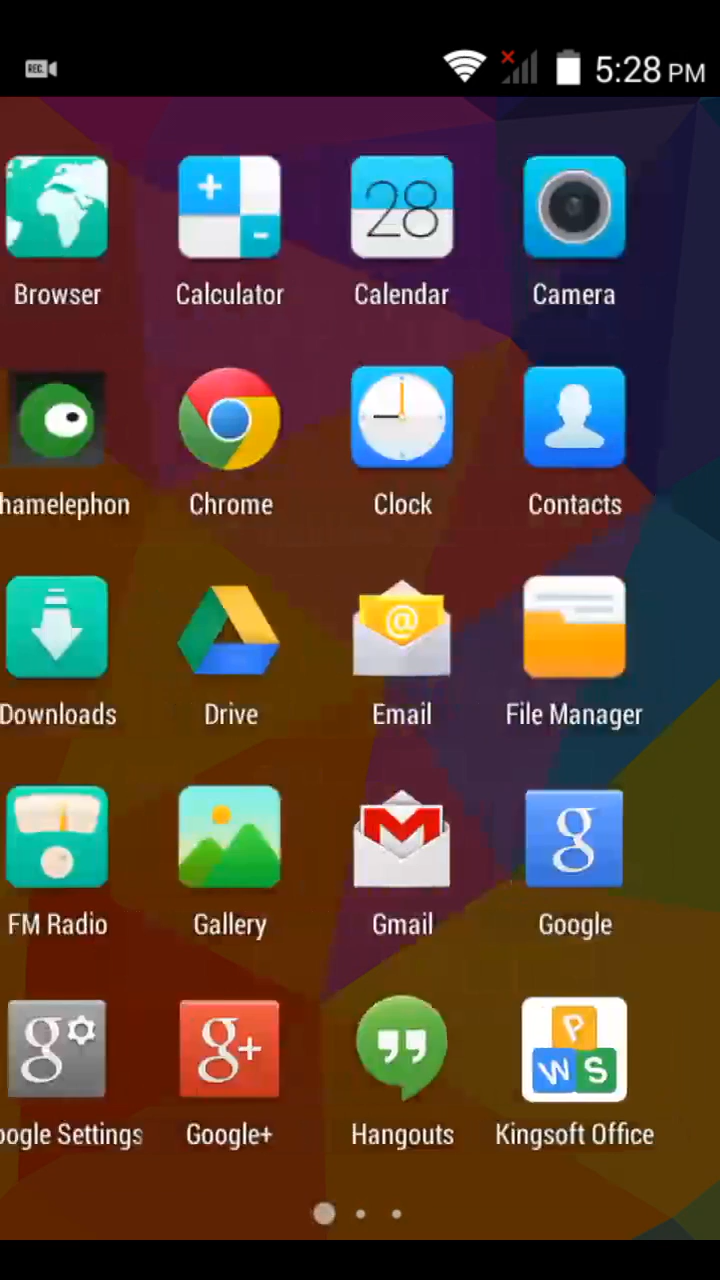 REC
5:28 PM
28
Browser Calculator Calendar Camera
hamelephon Chrome Clock Contacts
@
Downloads Drive Email File Manager
M g
FM Radio Gallery Gmail Google
g g+ P W S
oogle Settings Google+ Hangouts Kingsoft Office